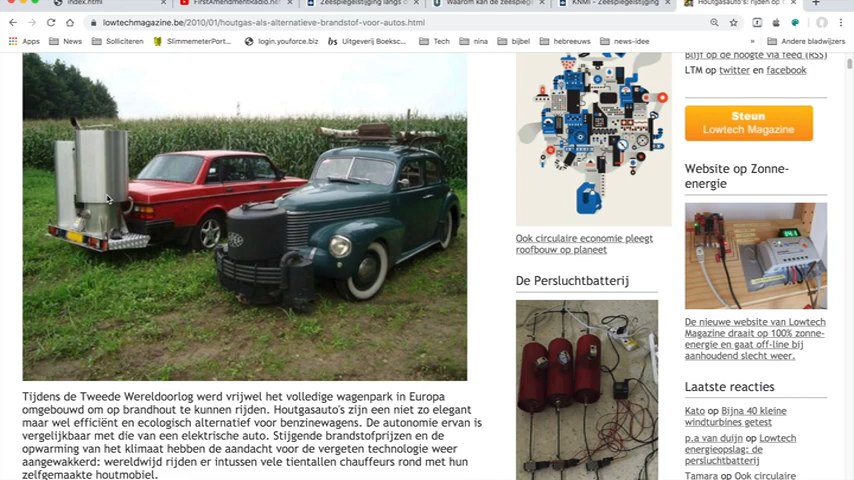 index.html
FirstAmendmentRadio.net
Zeespiegelstijging langs
Waarom kan de zeespiegel
KNMI - Zeespiegelstijging
Houtgasauto's: rijden op
lowtechmagazine.be/2010/01/houtgas-als-alternatieve-brandstof-voor-autos.html
Apps News Solliciteren SlimmemeterPort... login.youforce.biz Uitgeverij Boeksc... Tech nina bijbel hebreeuws news-idee » Andere bladwijzers
Blijf op de hoogte via feed (RSS)
LTM op twitter en facebook
Steun
Lowtech Magazine
Website op Zonne-
energie
De nieuwe website van Lowtech
Magazine draait op 100% zonne-
energie en gaat off-line bij
aanhoudend slecht weer.
Laatste reacties
Kato op Bijna 40 kleine
windturbines getest
p.a van duijn op Lowtech
energieopslag: de
persluchtbatterij
Tamara op Ook circulaire
Ook circulaire economie pleegt
roofbouw op planeet
De Persluchtbatterij
Tijdens de Tweede Wereldoorlog werd vrijwel het volledige wagenpark in Europa
omgebouwd om op brandhout te kunnen rijden. Houtgasauto's zijn een niet zo elegant
maar wel efficiënt en ecologisch alternatief voor benzinewagens. De autonomie ervan is
vergelijkbaar met die van een elektrische auto. Stijgende brandstofprijzen en de
opwarming van het klimaat hebben de aandacht voor de vergeten technologie weer
aangewakkerd: wereldwijd rijden er intussen vele tientallen chauffeurs rond met hun
zelfgemaakte houtmobiel.